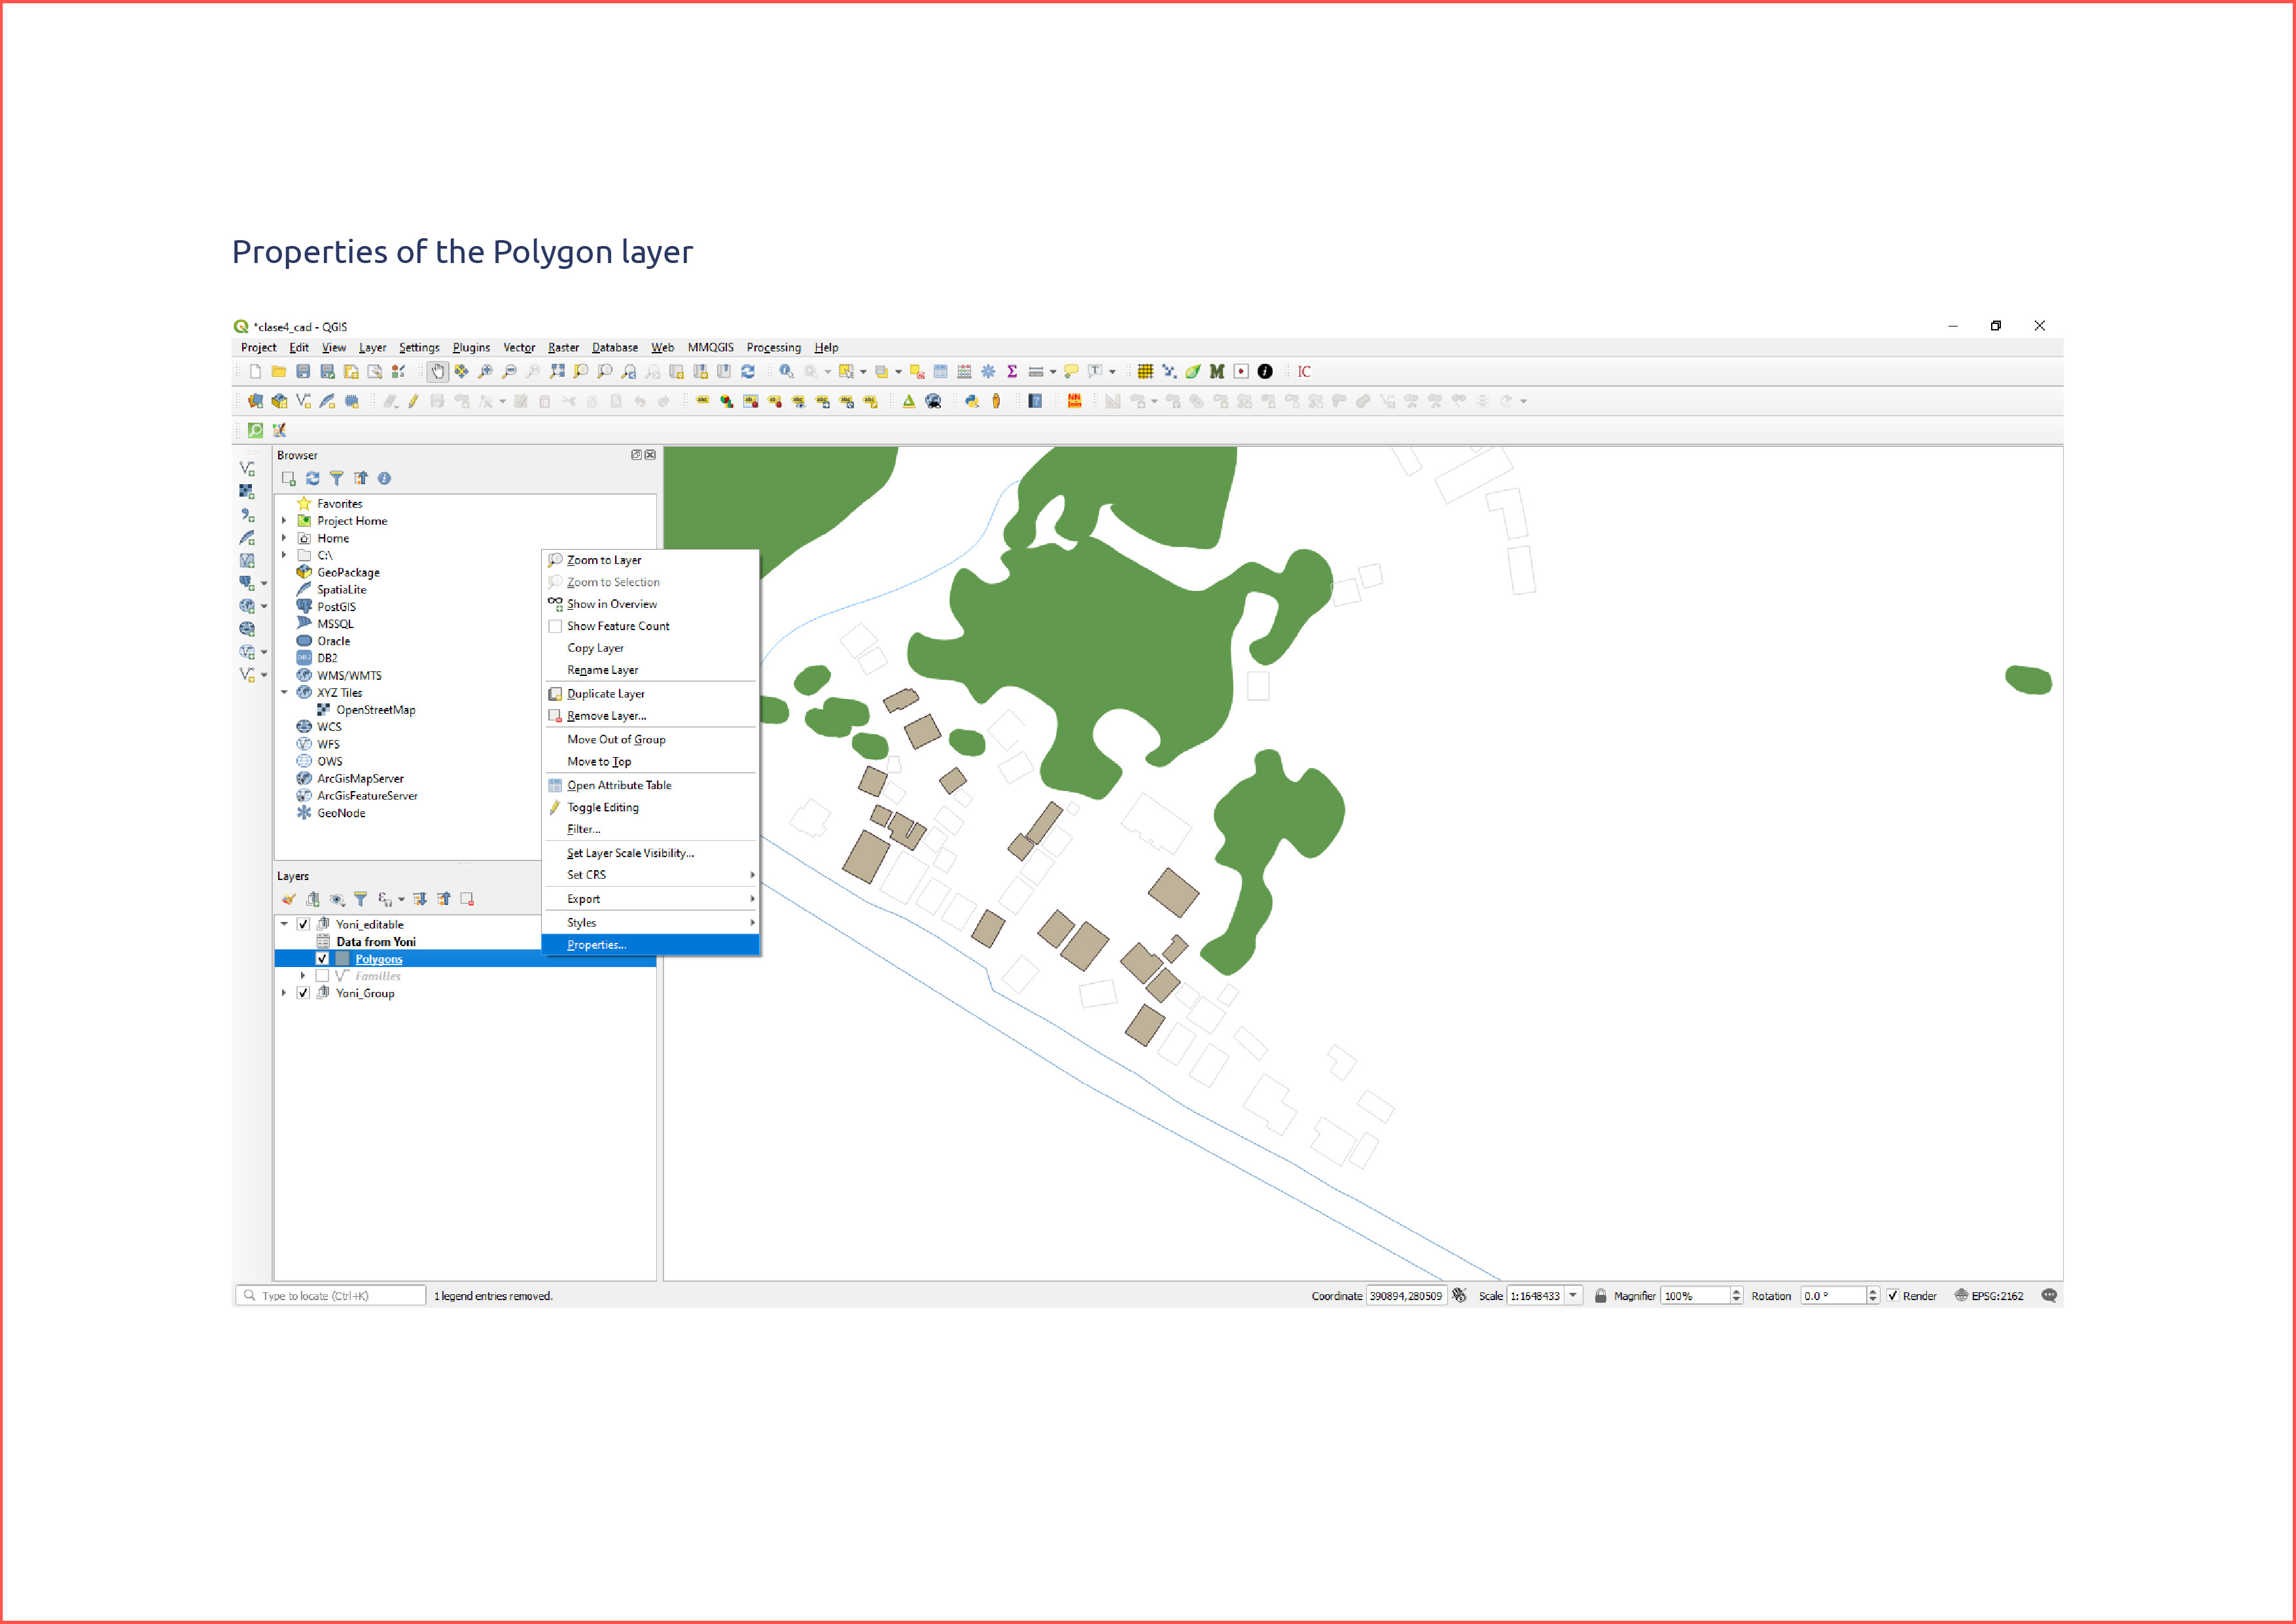 Properties of the Polygon layer
*clase4_cad - QGIS
Project Edit View Layer Settings Plugins Vector Raster Database Web MMQGIS Processing Help
IC
Browser
Favorites
Project Home
Home
C:\
GeoPackage
SpatiaLite
PostGIS
MSSQL
Oracle
DB2
WMS/WMTS
XYZ Tiles
OpenStreetMap
WCS
WFS
OWS
ArcGisMapServer
ArcGisFeatureServer
GeoNode
Zoom to Layer
Zoom to Selection
Show in Overview
Show Feature Count
Copy Layer
Rename Layer
Duplicate Layer
Remove Layer...
Move Out of Group
Move to Top
Open Attribute Table
Toggle Editing
Filter...
Set Layer Scale Visibility...
Set CRS
Export
Styles
Properties...
Layers
Yoni_editable
Data from Yoni
Polygons
Families
Yoni_Group
Type to locate (Ctrl+K) 1 legend entries removed. Coordinate 390894,280509 Scale 1:1648433 Magnifier 100% Rotation 0.0 ° Render EPSG:2162